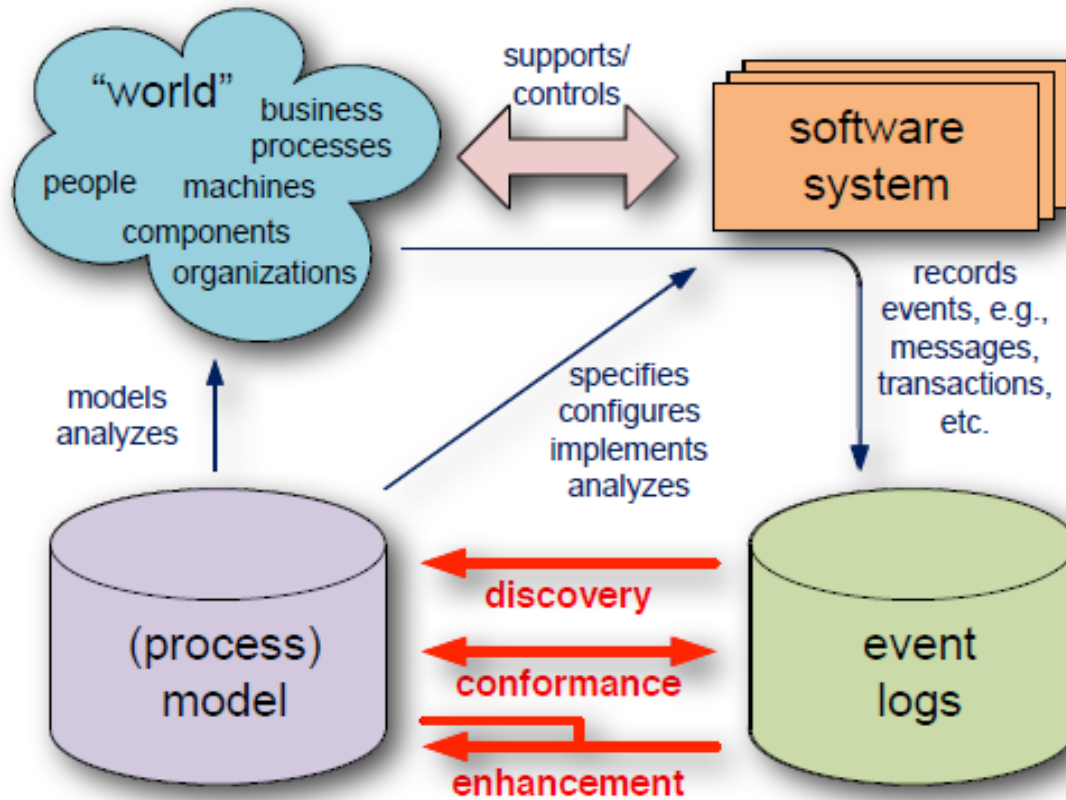 “world”
business
processes
people
machines
components
organizations
supports/
controls
software
system
records
events, e.g.,
messages,
transactions,
etc.
models
analyzes
specifies
configures
implements
analyzes
(process)
model
discovery
conformance
enhancement
event
logs